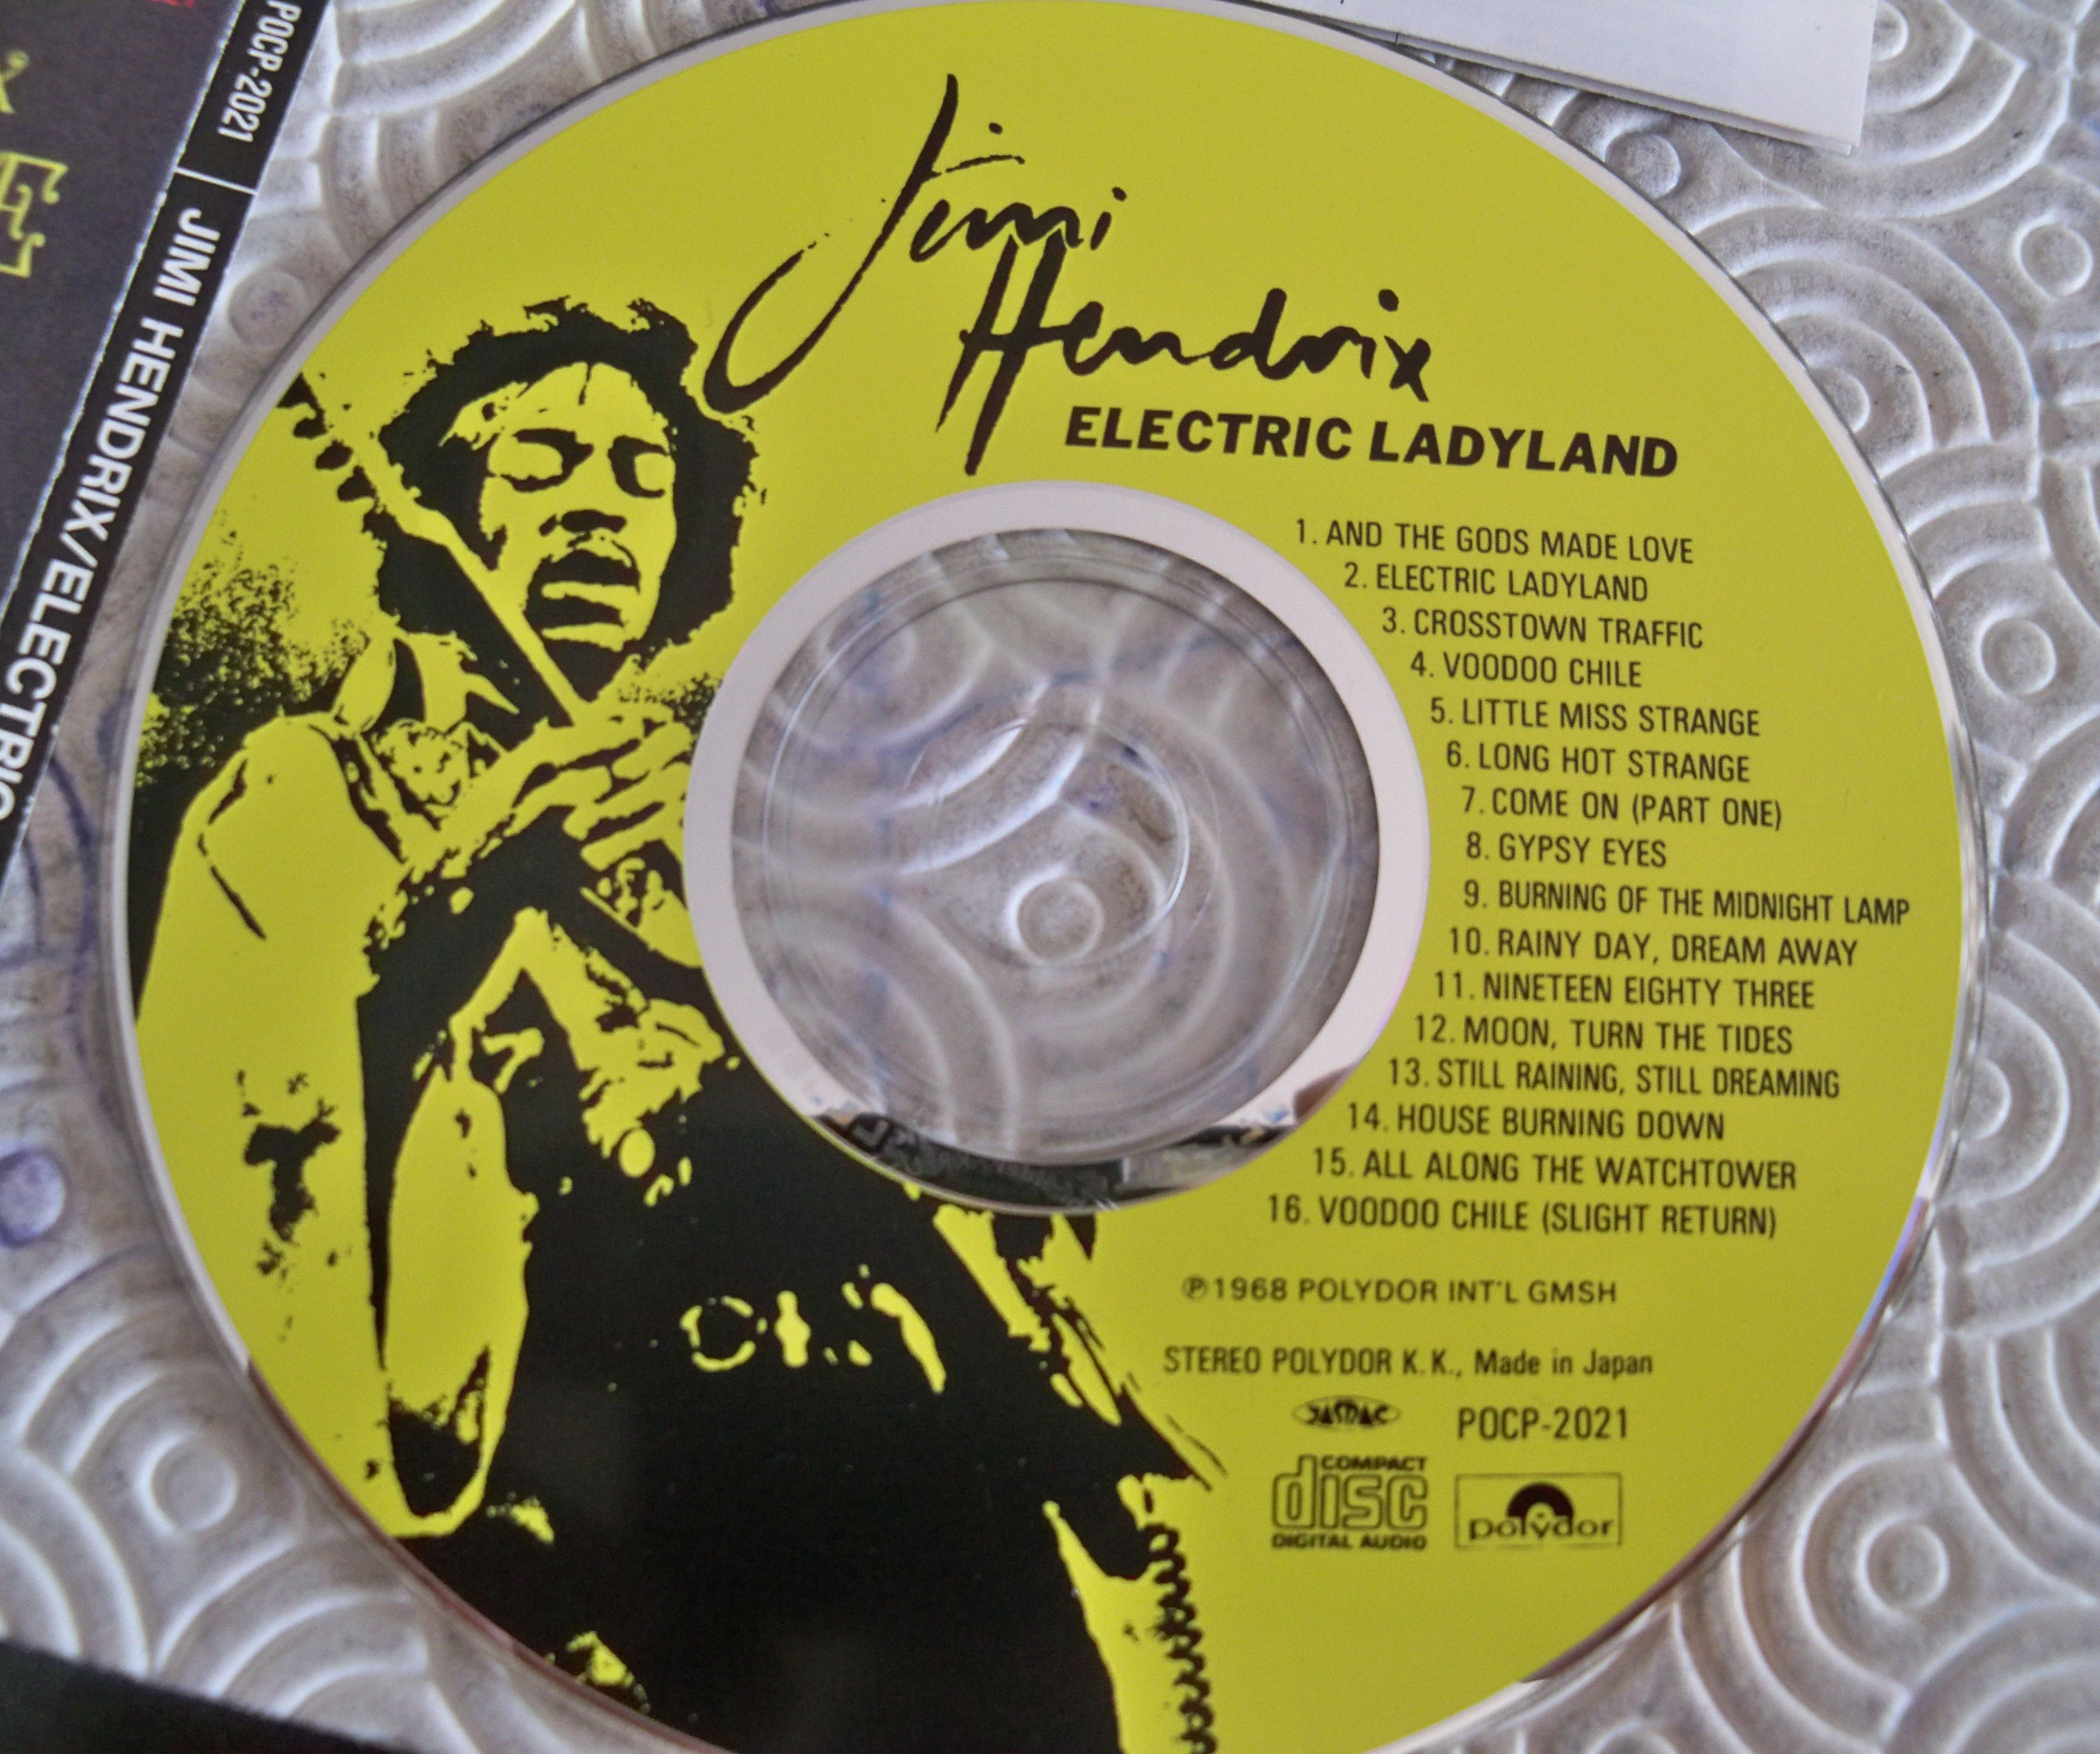 POCP-2021 JIMI HENDRIX/ELECTRIC
Jimi
Hendrix
ELECTRIC LADYLAND
1. AND THE GODS MADE LOVE
2. ELECTRIC LADYLAND
3. CROSSTOWN TRAFFIC
4. VOODOO CHILE
5. LITTLE MISS STRANGE
6. LONG HOT STRANGE
7. COME ON (PART ONE)
8. GYPSY EYES
9. BURNING OF THE MIDNIGHT LAMP
10. RAINY DAY, DREAM AWAY
11. NINETEEN EIGHTY THREE
12. MOON, TURN THE TIDES
13. STILL RAINING, STILL DREAMING
14. HOUSE BURNING DOWN
15. ALL ALONG THE WATCHTOWER
16. VOODOO CHILE (SLIGHT RETURN)
℗1968 POLYDOR INT'L GMSH
STEREO POLYDOR K.K., Made in Japan
JASRAC POCP-2021
COMPACT
disc
DIGITAL AUDIO
polydor